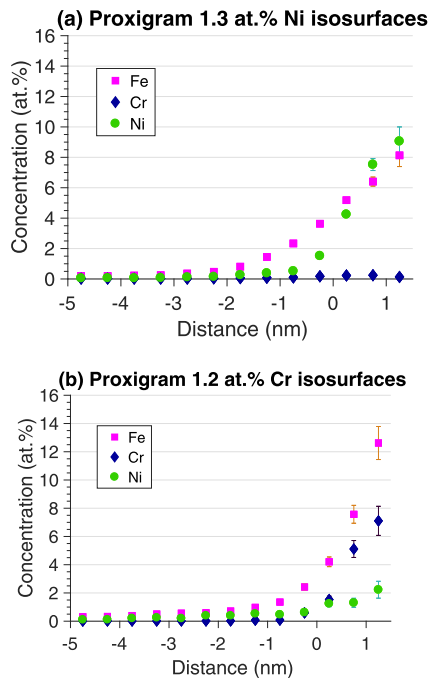 (a) Proxigram 1.3 at.% Ni isosurfaces
16
14
12
10
8
6
4
2
0
Concentration (at.%)
Fe
Cr
Ni
-5 -4 -3 -2 -1 0 1
Distance (nm)
(b) Proxigram 1.2 at.% Cr isosurfaces
16
14
12
10
8
6
4
2
0
Concentration (at.%)
Fe
Cr
Ni
-5 -4 -3 -2 -1 0 1
Distance (nm)